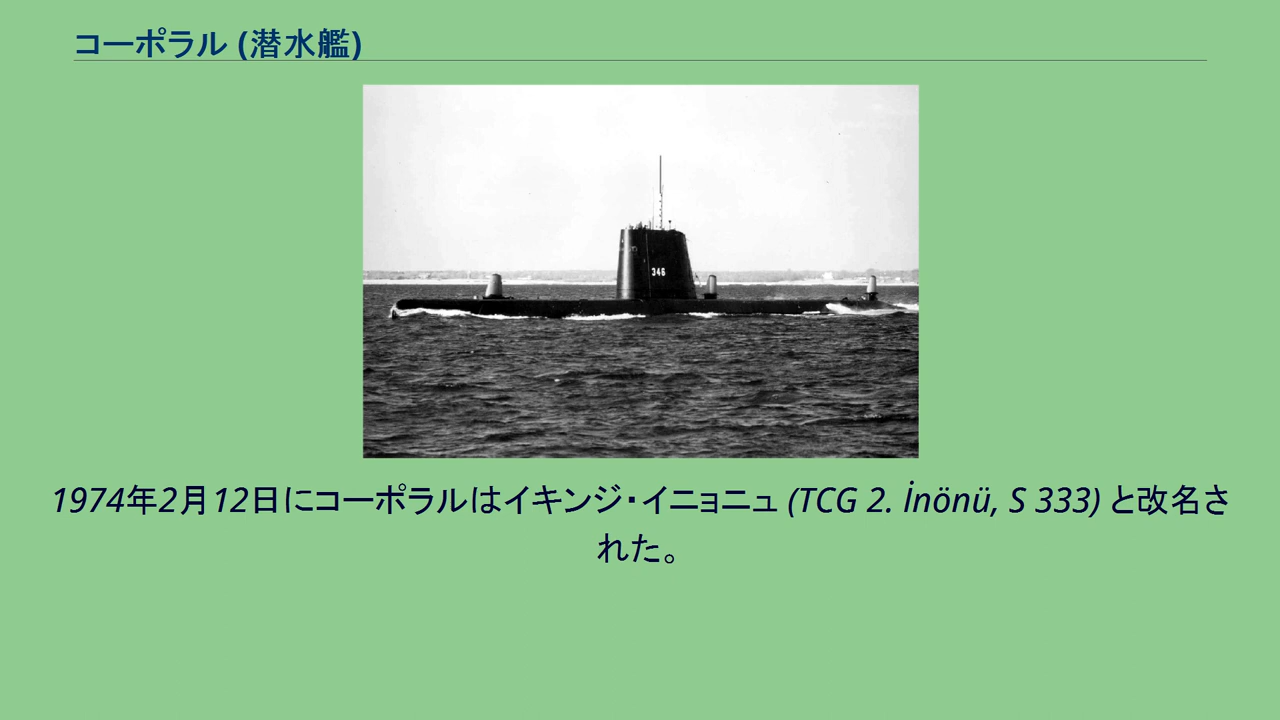 コーポラル (潜水艦)
346
1974年2月12日にコーポラルはイキンジ・イニョニュ (TCG 2. İnönü, S 333) と改名さ
れた。